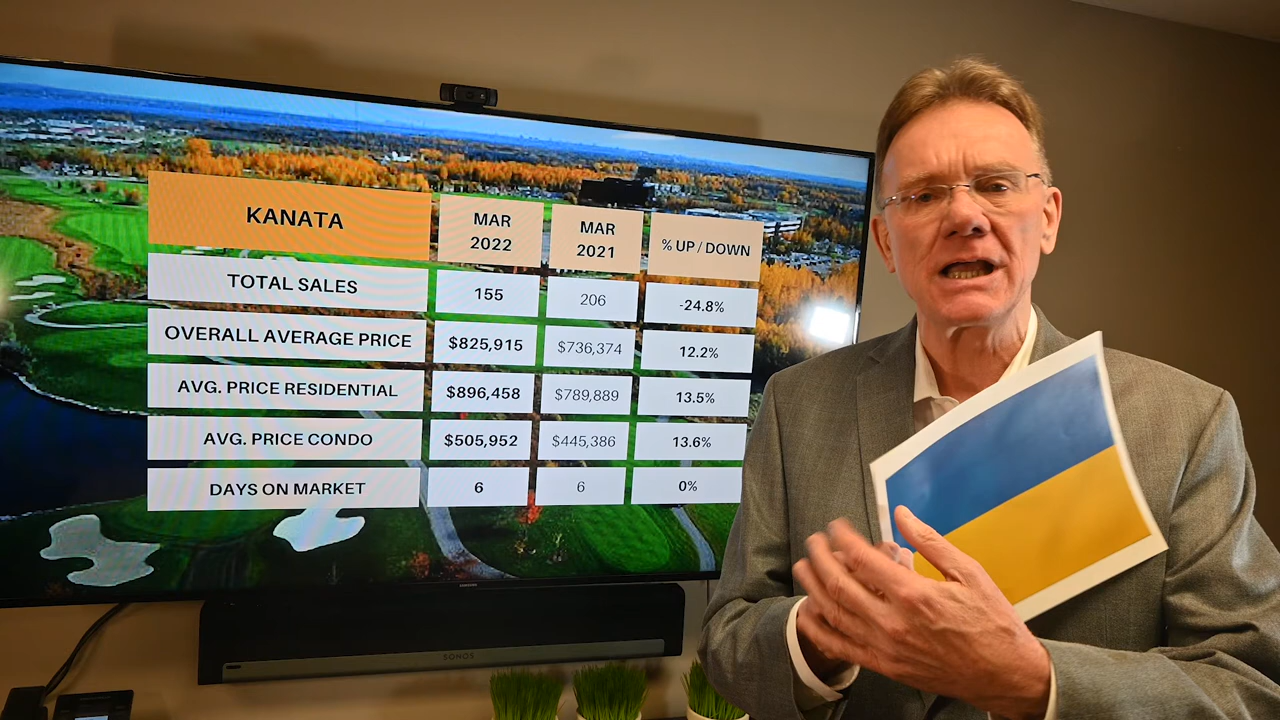 KANATA
MAR
2022
MAR
2021
% UP / DOWN
TOTAL SALES
155
206
-24.8%
OVERALL AVERAGE PRICE
$825,915
$736,374
12.2%
AVG. PRICE RESIDENTIAL
$896,458
$789,889
13.5%
AVG. PRICE CONDO
$505,952
$445,386
13.6%
DAYS ON MARKET
6
6
0%
SAMSUNG
SONOS